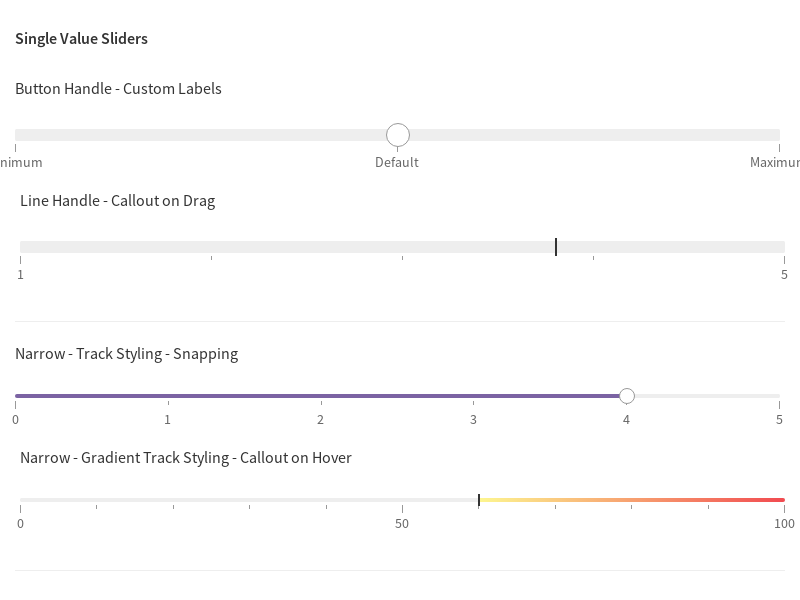 Single Value Sliders
Button Handle - Custom Labels
nimum Default Maximur
Line Handle - Callout on Drag
1 5
Narrow - Track Styling - Snapping
0 1 2 3 4 5
Narrow - Gradient Track Styling - Callout on Hover
0 50 100